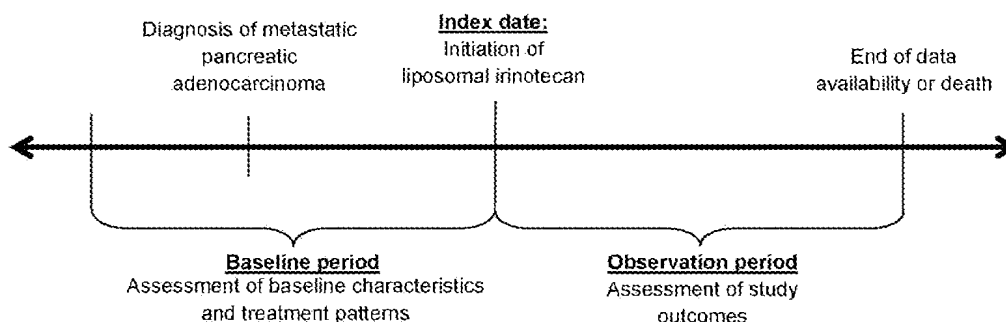 Diagnosis of metastatic
pancreatic
adenocarcinoma
Index date:
Initiation of
liposomal irinotecan
End of data
availability or death
Baseline period
Assessment of baseline characteristics
and treatment patterns
Observation period
Assessment of study
outcomes